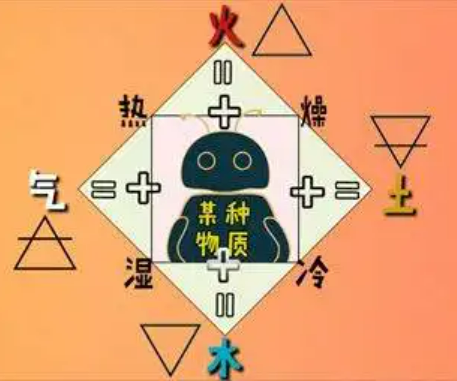 火
热 燥
气 土
某种
物质
湿 冷
水